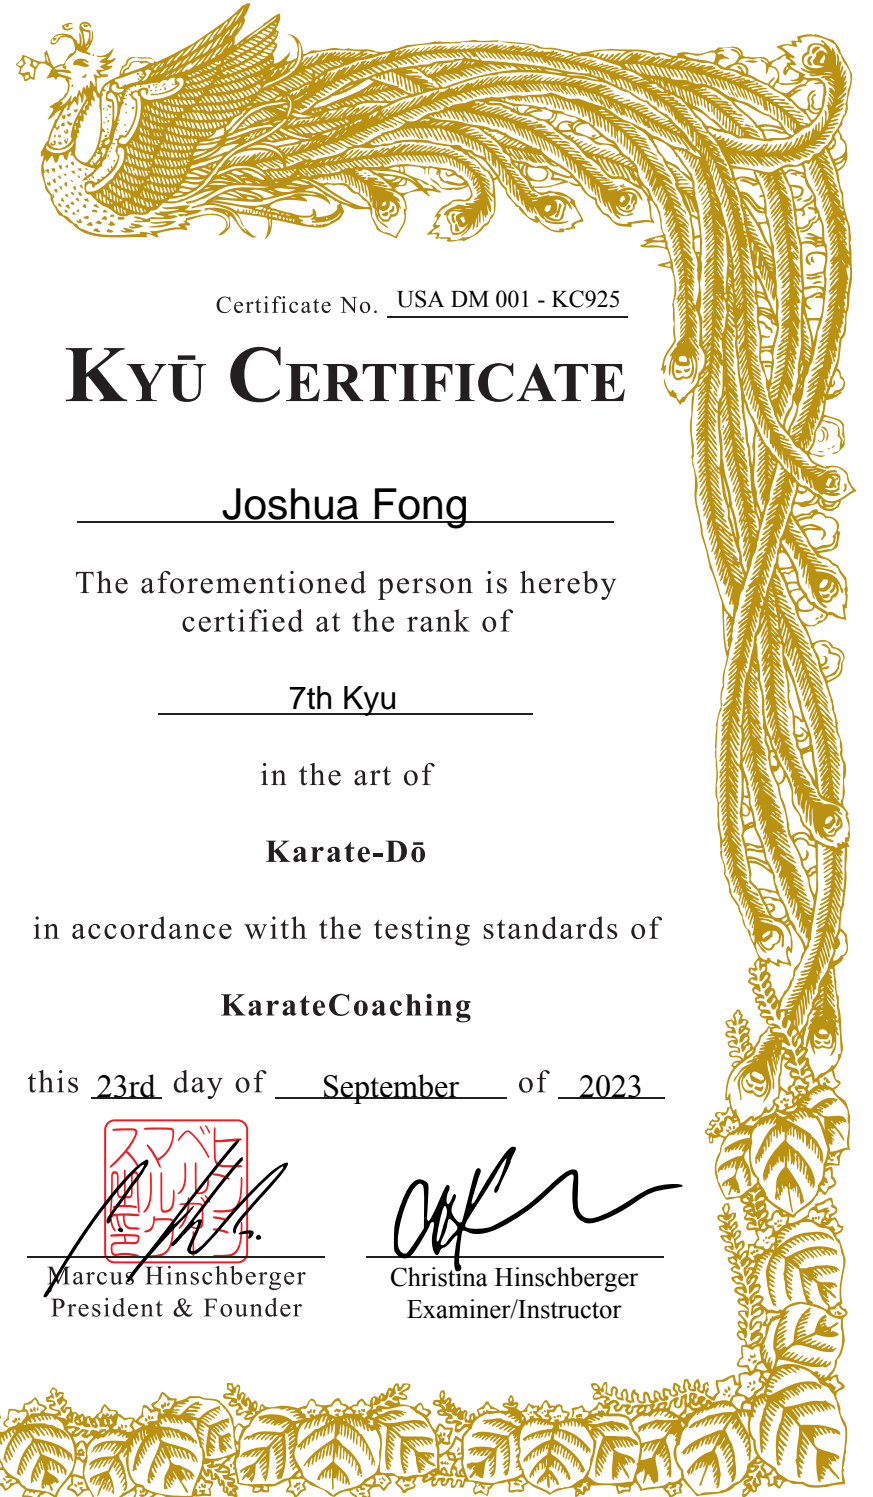 Certificate No. USA DM 001 - KC925
KYŪ CERTIFICATE
Joshua Fong
The aforementioned person is hereby
certified at the rank of
7th Kyu
in the art of
Karate-Dō
in accordance with the testing standards of
KarateCoaching
this 23rd day of September of 2023
Marcus Hinschberger
President & Founder
Christina Hinschberger
Examiner/Instructor